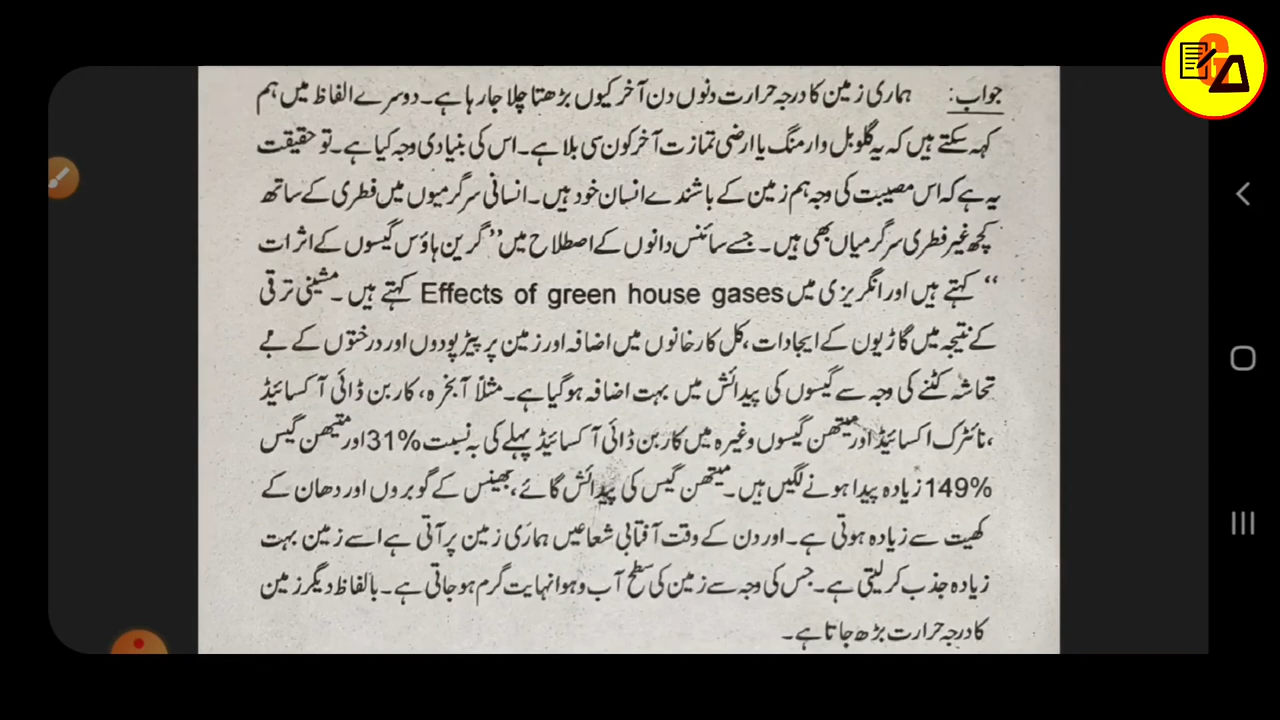 جواب: ہماری زمین کا درجہ حرارت دنوں دن آخر کیوں بڑھتا چلا جا رہا ہے۔ دوسرے الفاظ میں ہم
کہہ سکتے ہیں کہ یہ گلوبل وارمنگ یا ارضی تمازت آخر کون سی بلا ہے۔ اس کی بنیادی وجہ کیا ہے۔ تو حقیقت
یہ ہے کہ اس مصیبت کی وجہ ہم زمین کے باشندے انسان خود ہیں۔ انسانی سرگرمیوں میں فطری کے ساتھ
کچھ غیر فطری سرگرمیاں بھی ہیں۔ جسے سائنس دانوں کے اصطلاح میں ”گرین ہاؤس گیسوں کے اثرات
“ کہتے ہیں اور انگریزی میں Effects of green house gases کہتے ہیں۔ مشینی ترقی
کے نتیجہ میں گاڑیوں کے ایجادات، کل کارخانوں میں اضافہ اور زمین پر پیڑ پودوں اور درختوں کے بے
تحاشہ کٹنے کی وجہ سے گیسوں کی پیدائش میں بہت اضافہ ہو گیا ہے۔ مثلاً آبخرہ، کاربن ڈائی آکسائیڈ
،نائٹرک اکسائیڈ اور میتھن گیسوں وغیرہ میں کاربن ڈائی آکسائیڈ پہلے کی بہ نسبت 31% اور متیھن گیس
149% زیادہ پیدا ہونے لگیں ہیں۔ میتھن گیس کی پیدائش گائے، بھینس کے گوبروں اور دھان کے
کھیت سے زیادہ ہوتی ہے۔ اور دن کے وقت آفتابی شعاعیں ہماری زمین پر آتی ہے اسے زمین بہت
زیادہ جذب کر لیتی ہے۔ جس کی وجہ سے زمین کی سطح آب و ہوا نہایت گرم ہو جاتی ہے۔ بالفاظ دیگر زمین
کا درجہ حرارت بڑھ جاتا ہے۔